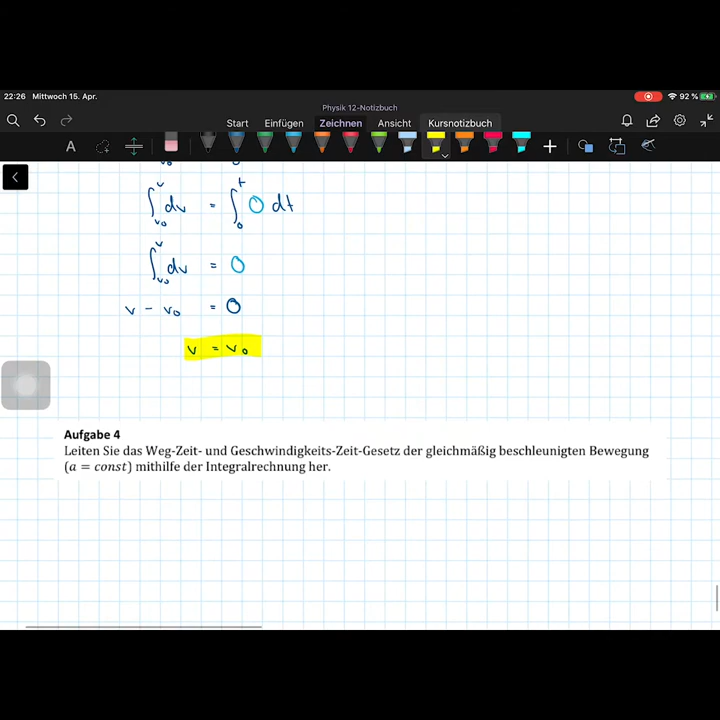 22:26 Mittwoch 15. Apr. 92 %
Physik 12-Notizbuch
Start Einfügen Zeichnen Ansicht Kursnotizbuch
A
v₀ 0
∫ᵥ₀ᵛ dv = ∫₀ᵗ 0 dt
∫ᵥ₀ᵛ dv = 0
v - v₀ = 0
v = v₀
Aufgabe 4
Leiten Sie das Weg-Zeit- und Geschwindigkeits-Zeit-Gesetz der gleichmäßig beschleunigten Bewegung
(a = const) mithilfe der Integralrechnung her.